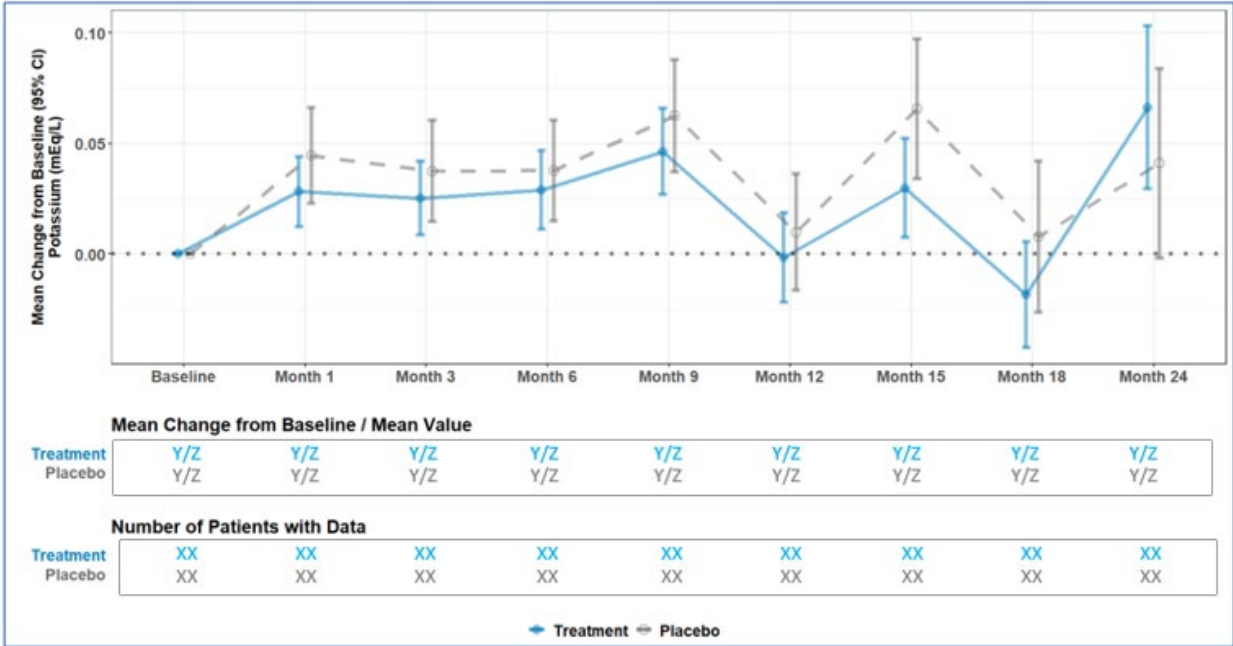 Mean Change from Baseline (95% CI)
Potassium (mEq/L)
0.10
0.05
0.00
Baseline Month 1 Month 3 Month 6 Month 9 Month 12 Month 15 Month 18 Month 24
Mean Change from Baseline / Mean Value
Treatment Y/Z Y/Z Y/Z Y/Z Y/Z Y/Z Y/Z Y/Z Y/Z
Placebo Y/Z Y/Z Y/Z Y/Z Y/Z Y/Z Y/Z Y/Z Y/Z
Number of Patients with Data
Treatment XX XX XX XX XX XX XX XX XX
Placebo XX XX XX XX XX XX XX XX XX
Treatment Placebo